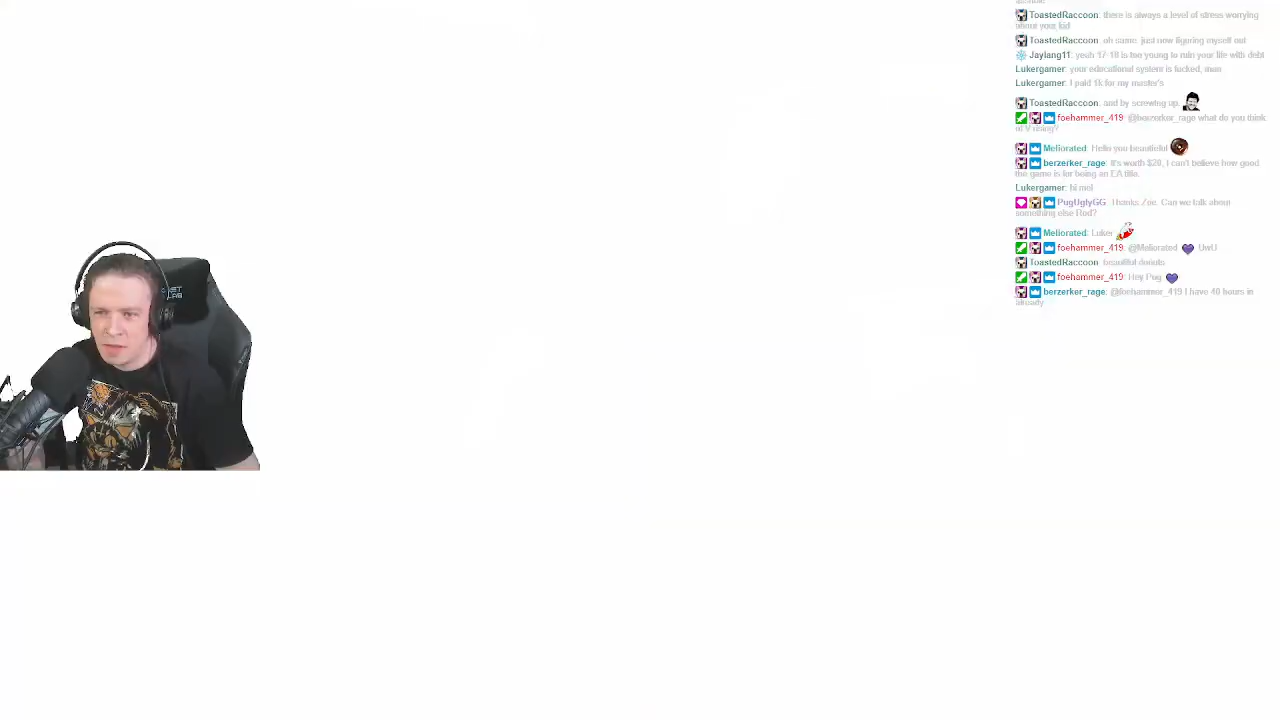 ToastedRaccoon: there is always a level of stress worrying
about your kid
ToastedRaccoon: oh same, just now figuring myself out
Jaylang11: yeah 17-18 is too young to ruin your life with debt
Lukergamer: your educational system is fucked, man
Lukergamer: I paid 1k for my master's
ToastedRaccoon: and by screwing up.
foehammer_419: @berzerker_rage what do you think
of V rising?
Meliorated: Hello you beautiful
berzerker_rage: It's worth $20, I can't believe how good
the game is for being an EA title.
Lukergamer: hi mel
PugUglyGG: Thanks Zoe. Can we talk about
something else Rod?
Meliorated: Luker
foehammer_419: @Meliorated UwU
ToastedRaccoon: beautiful donuts
foehammer_419: Hey Pug
berzerker_rage: @foehammer_419 I have 40 hours in
already